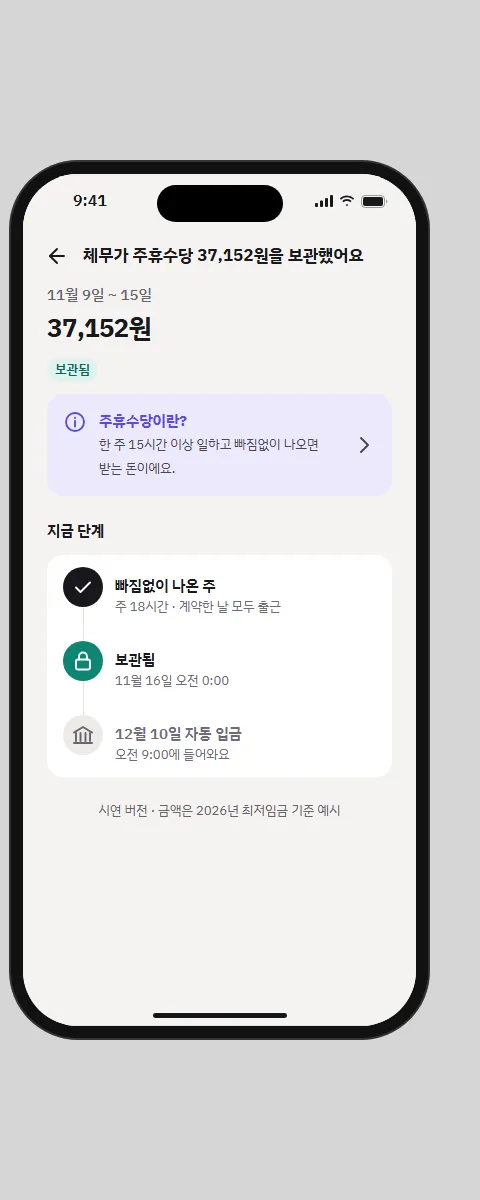 9:41
체무가 주휴수당 37,152원을 보관했어요
11월 9일 ~ 15일
37,152원
보관됨
주휴수당이란?
한 주 15시간 이상 일하고 빠짐없이 나오면
받는 돈이에요.
지금 단계
빠짐없이 나온 주
주 18시간 · 계약한 날 모두 출근
보관됨
11월 16일 오전 0:00
12월 10일 자동 입금
오전 9:00에 들어와요
시연 버전 · 금액은 2026년 최저임금 기준 예시